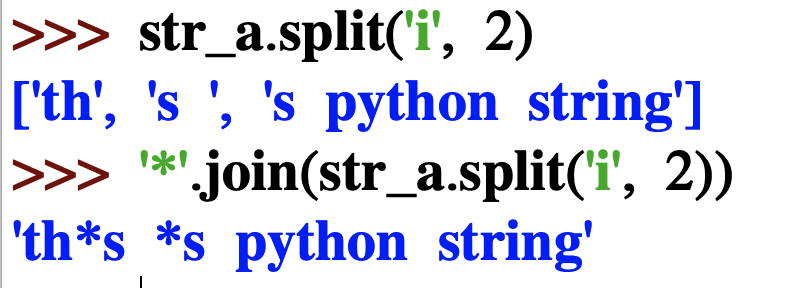 >>> str_a.split('i', 2)
['th', 's ', 's python string']
>>> '*'.join(str_a.split('i', 2))
'th*s *s python string'